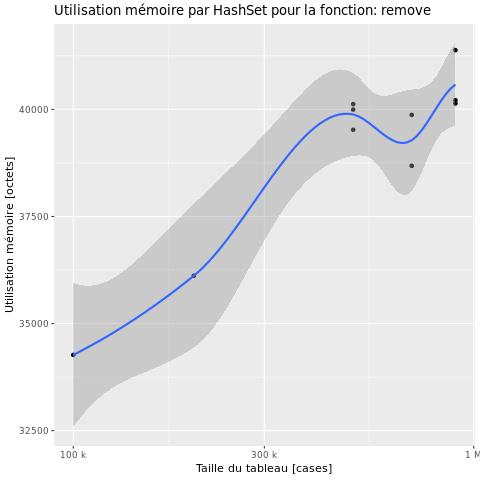 Utilisation mémoire par HashSet pour la fonction: remove
Utilisation mémoire [octets]
40000
37500
35000
32500
100 k
300 k
1 M
Taille du tableau [cases]